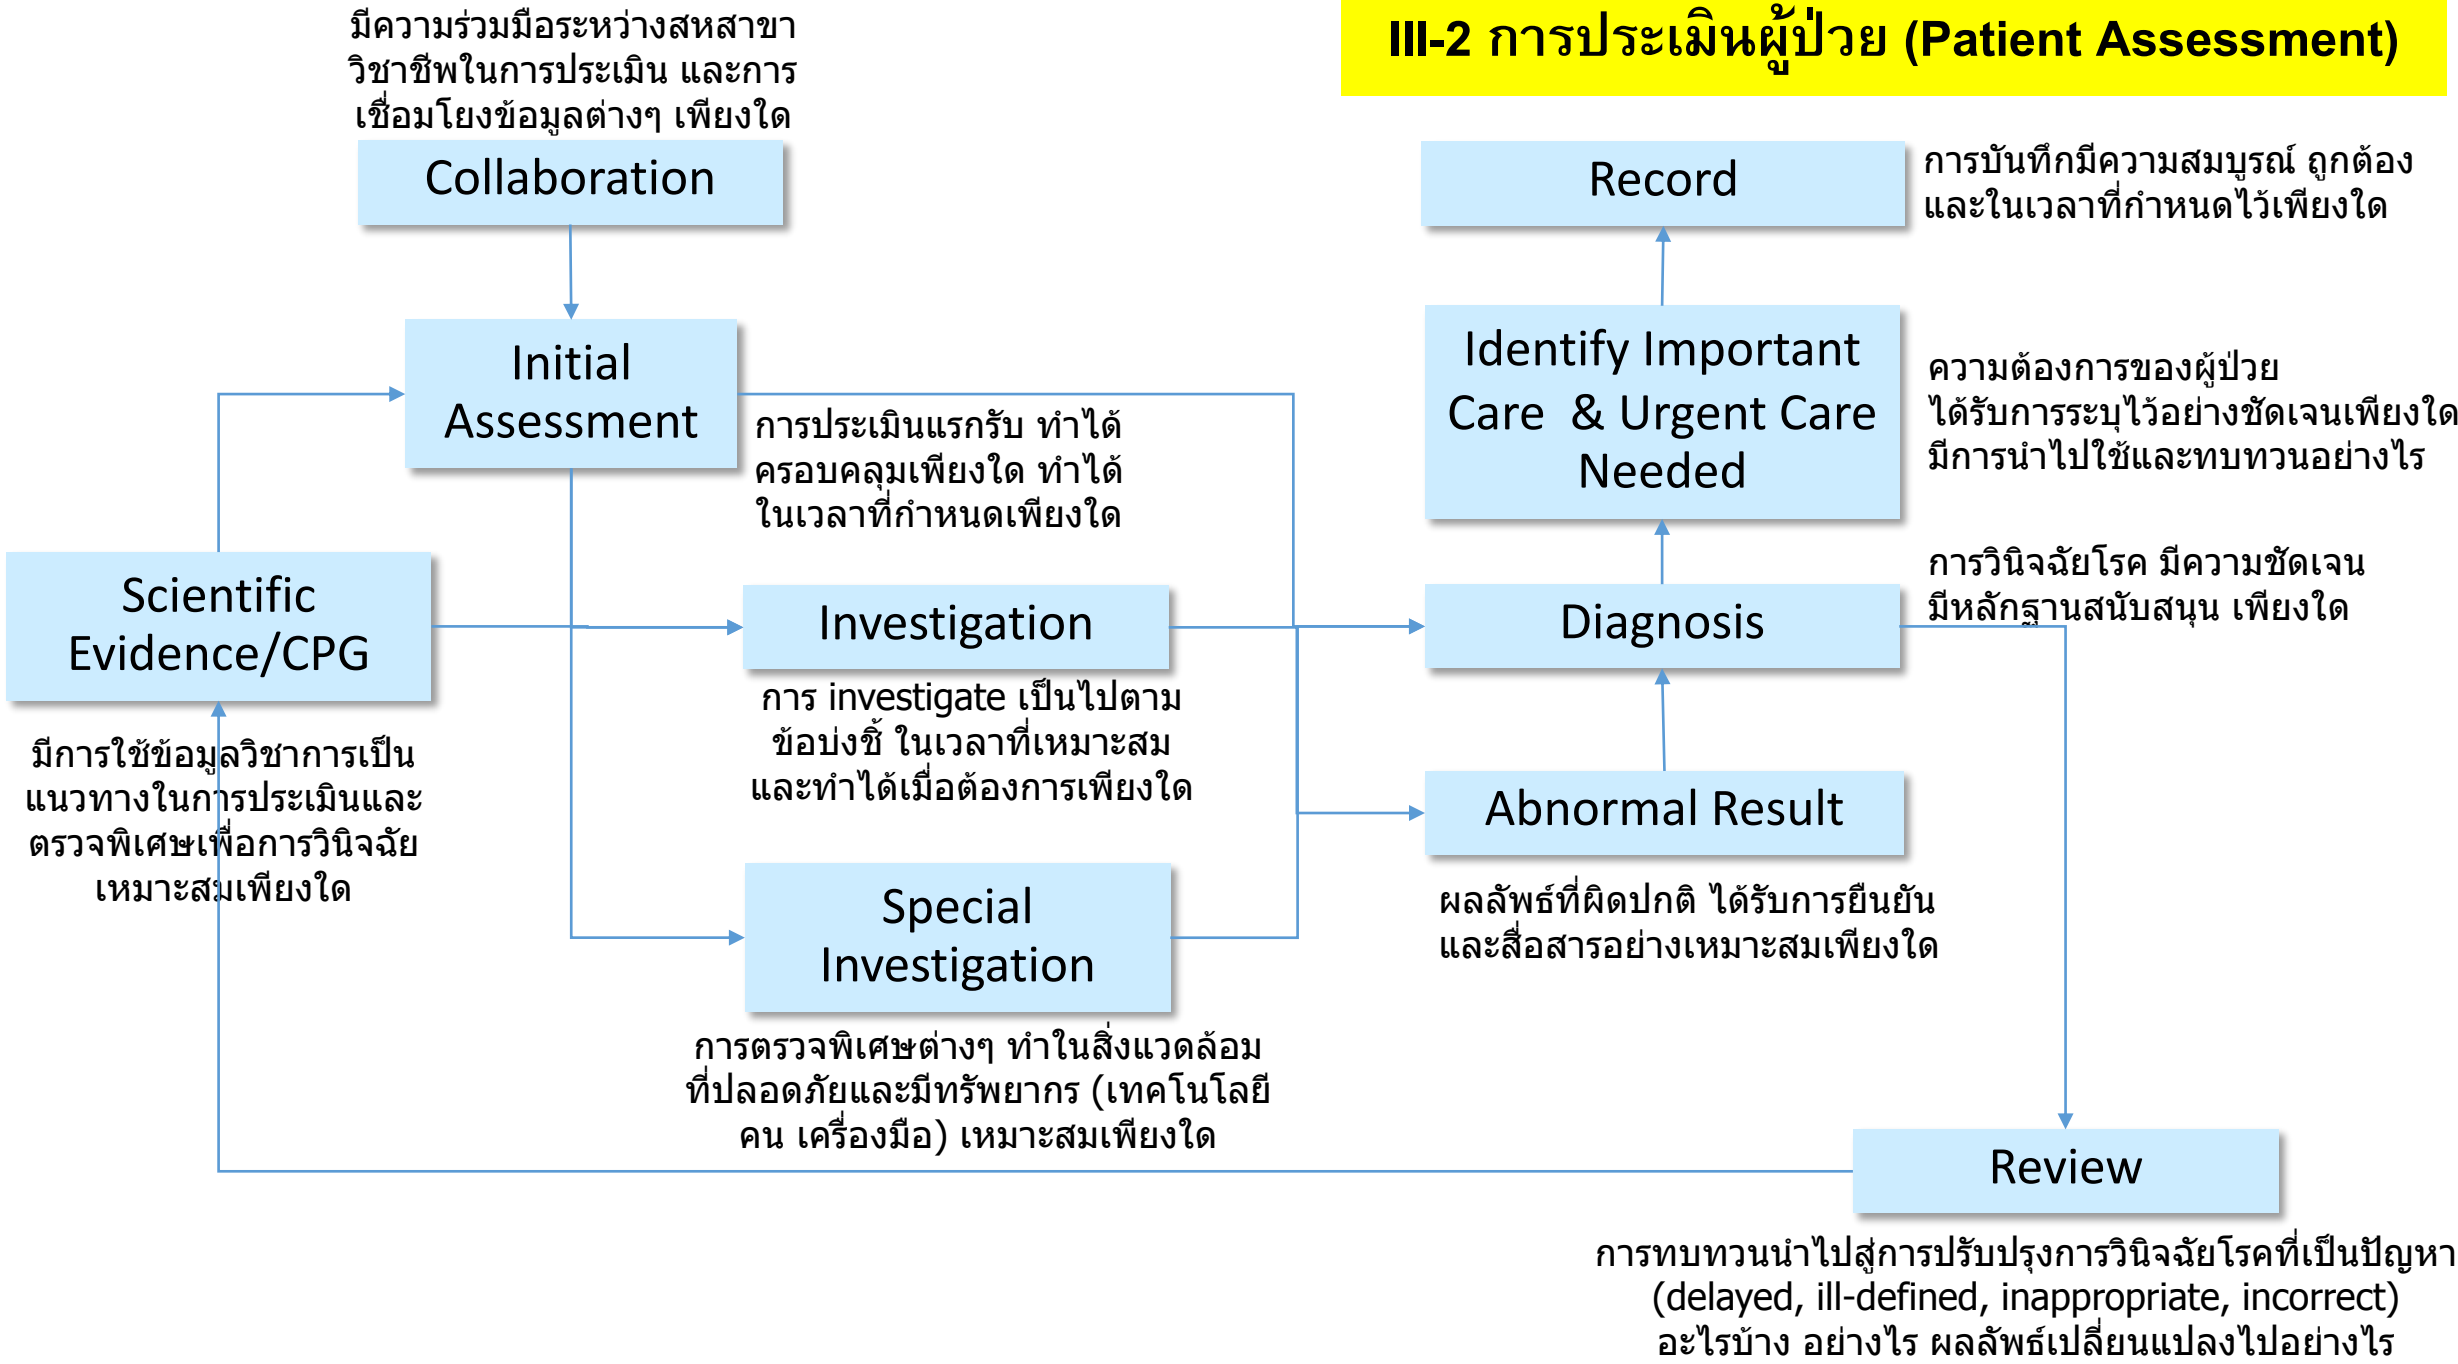 III-2 การประเมินผู้ป่วย (Patient Assessment)
มีความร่วมมือระหว่างสหสาขา
วิชาชีพในการประเมิน และการ
เชื่อมโยงข้อมูลต่างๆ เพียงใด
Collaboration
Initial
Assessment
การประเมินแรกรับ ทำได้
ครอบคลุมเพียงใด ทำได้
ในเวลาที่กำหนดเพียงใด
Scientific
Evidence/CPG
มีการใช้ข้อมูลวิชาการเป็น
แนวทางในการประเมินและ
ตรวจพิเศษเพื่อการวินิจฉัย
เหมาะสมเพียงใด
Investigation
การ investigate เป็นไปตาม
ข้อบ่งชี้ ในเวลาที่เหมาะสม
และทำได้เมื่อต้องการเพียงใด
Special
Investigation
การตรวจพิเศษต่างๆ ทำในสิ่งแวดล้อม
ที่ปลอดภัยและมีทรัพยากร (เทคโนโลยี
คน เครื่องมือ) เหมาะสมเพียงใด
Record
การบันทึกมีความสมบูรณ์ ถูกต้อง
และในเวลาที่กำหนดไว้เพียงใด
Identify Important
Care & Urgent Care
Needed
ความต้องการของผู้ป่วย
ได้รับการระบุไว้อย่างชัดเจนเพียงใด
มีการนำไปใช้และทบทวนอย่างไร
Diagnosis
การวินิจฉัยโรค มีความชัดเจน
มีหลักฐานสนับสนุน เพียงใด
Abnormal Result
ผลลัพธ์ที่ผิดปกติ ได้รับการยืนยัน
และสื่อสารอย่างเหมาะสมเพียงใด
Review
การทบทวนนำไปสู่การปรับปรุงการวินิจฉัยโรคที่เป็นปัญหา
(delayed, ill-defined, inappropriate, incorrect)
อะไรบ้าง อย่างไร ผลลัพธ์เปลี่ยนแปลงไปอย่างไร